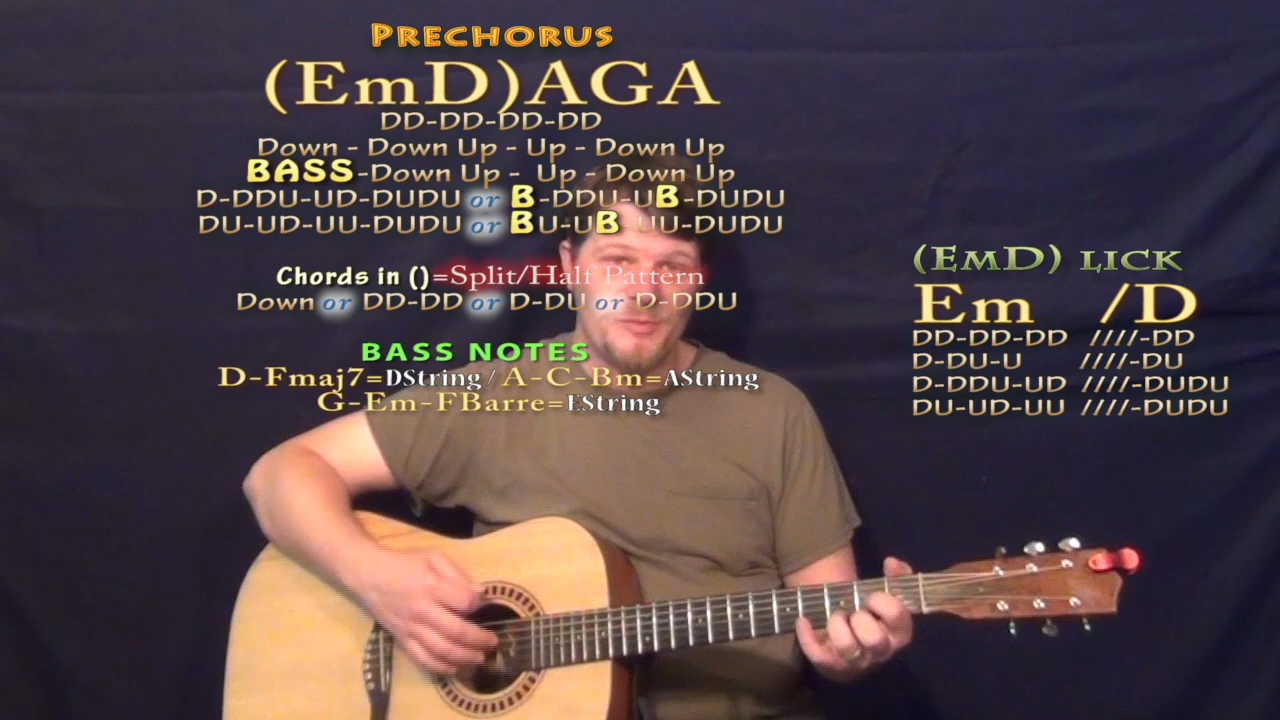 PRECHORUS
(EmD)AGA
DD-DD-DD-DD
Down - Down Up - Up - Down Up
BASS-Down Up - Up - Down Up
D-DDU-UD-DUDU or B-DDU-UB-DUDU
DU-UD-UU-DUDU or BU-UB-UU-DUDU
Chords in ()=Split/Half Pattern
Down or DD-DD or D-DU or D-DDU
BASS NOTES
D-Fmaj7=DString / A-C-Bm=AString
G-Em-FBarre=EString
(EMD) LICK
Em /D
DD-DD-DD ////-DD
D-DU-U ////-DU
D-DDU-UD ////-DUDU
DU-UD-UU ////-DUDU